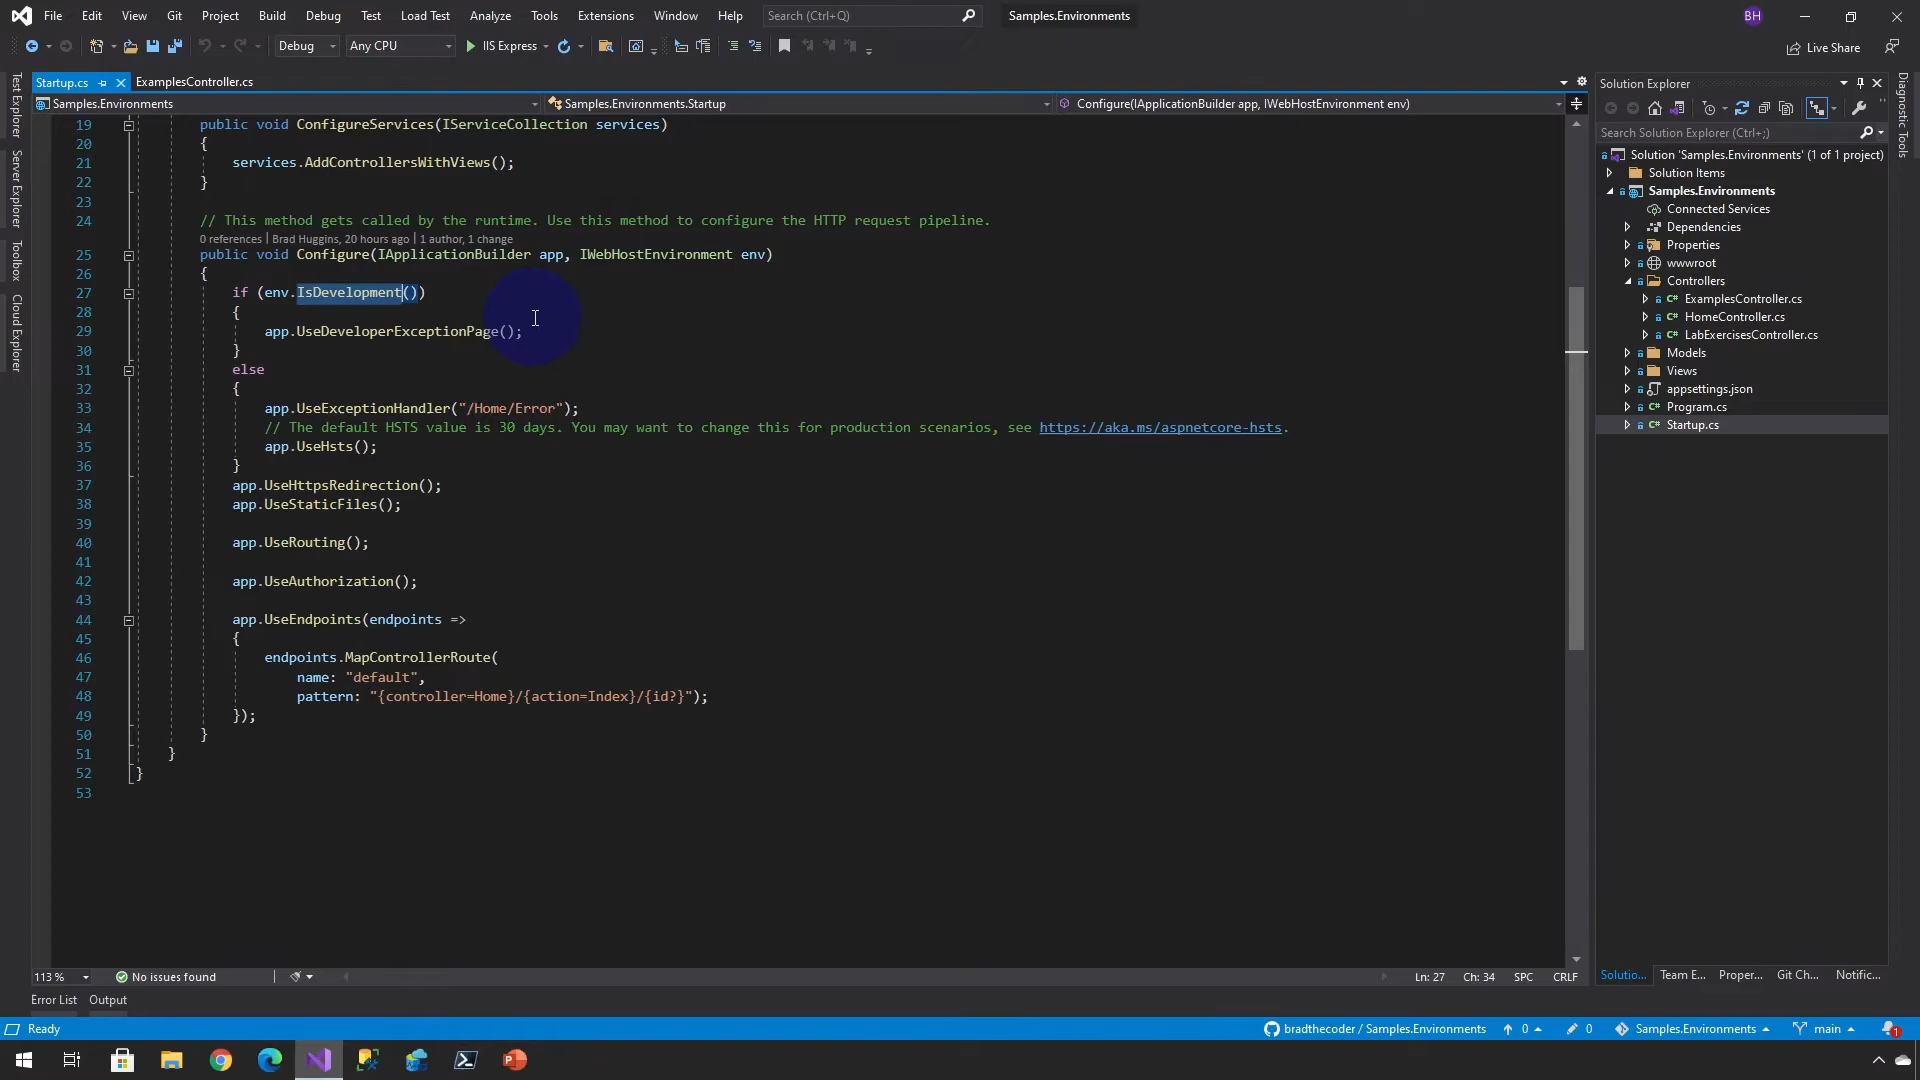 File Edit View Git Project Build Debug Test Load Test Analyze Tools Extensions Window Help Search (Ctrl+Q) Samples.Environments BH
Debug Any CPU IIS Express Live Share
Startup.cs ExamplesController.cs
Samples.Environments Samples.Environments.Startup Configure(IApplicationBuilder app, IWebHostEnvironment env)
Test Explorer
Server Explorer
Toolbox
Cloud Explorer
19 public void ConfigureServices(IServiceCollection services)
20 {
21 services.AddControllersWithViews();
22 }
23
24 // This method gets called by the runtime. Use this method to configure the HTTP request pipeline.
0 references | Brad Huggins, 20 hours ago | 1 author, 1 change
25 public void Configure(IApplicationBuilder app, IWebHostEnvironment env)
26 {
27 if (env.IsDevelopment())
28 {
29 app.UseDeveloperExceptionPage();
30 }
31 else
32 {
33 app.UseExceptionHandler("/Home/Error");
34 // The default HSTS value is 30 days. You may want to change this for production scenarios, see https://aka.ms/aspnetcore-hsts.
35 app.UseHsts();
36 }
37 app.UseHttpsRedirection();
38 app.UseStaticFiles();
39
40 app.UseRouting();
41
42 app.UseAuthorization();
43
44 app.UseEndpoints(endpoints =>
45 {
46 endpoints.MapControllerRoute(
47 name: "default",
48 pattern: "{controller=Home}/{action=Index}/{id?}");
49 });
50 }
51 }
52 }
53
113 % No issues found Ln: 27 Ch: 34 SPC CRLF
Solution Explorer
Search Solution Explorer (Ctrl+;)
Solution 'Samples.Environments' (1 of 1 project)
Solution Items
Samples.Environments
Connected Services
Dependencies
Properties
wwwroot
Controllers
ExamplesController.cs
HomeController.cs
LabExercisesController.cs
Models
Views
appsettings.json
Program.cs
Startup.cs
Solutio... Team E... Proper... Git Ch... Notific...
Diagnostic Tools
Error List Output
Ready bradthecoder / Samples.Environments 0 0 Samples.Environments main 1